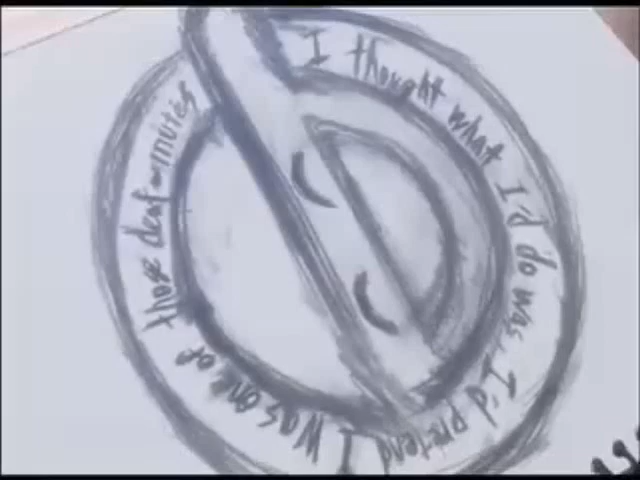 I thought what I'd do was, I'd pretend I was one of those deaf-mutes